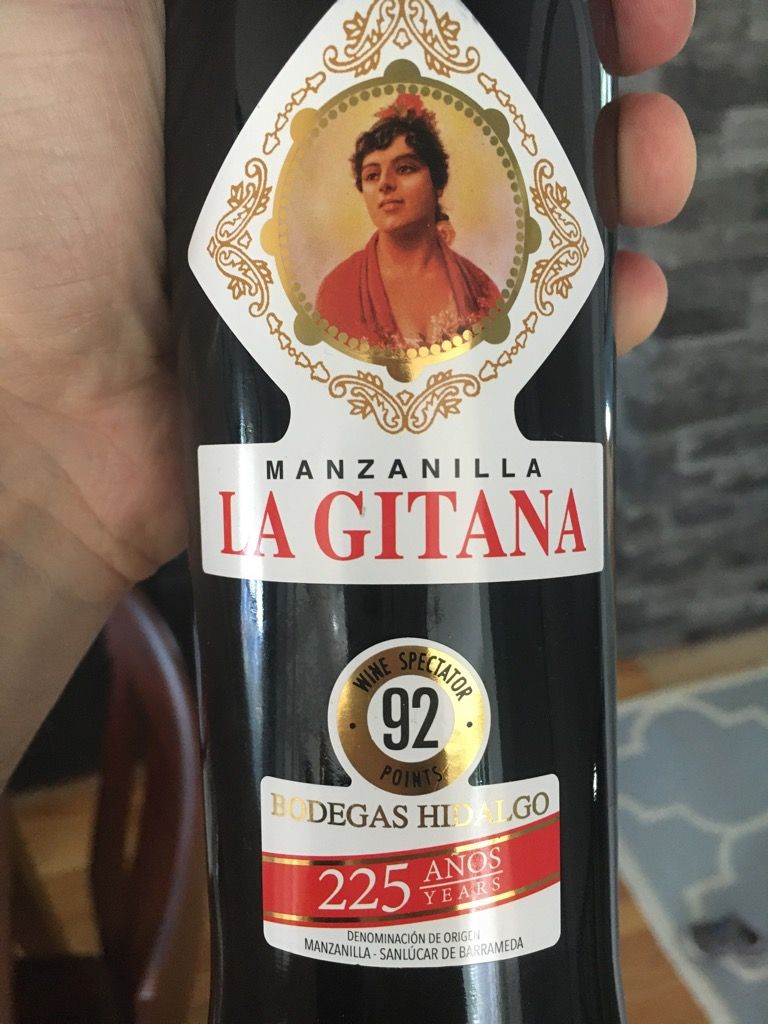 MANZANILLA
LA GITANA
WINE SPECTATOR
92
POINTS
BODEGAS HIDALGO
225 AÑOS
YEARS
DENOMINACIÓN DE ORIGEN
MANZANILLA - SANLÚCAR DE BARRAMEDA